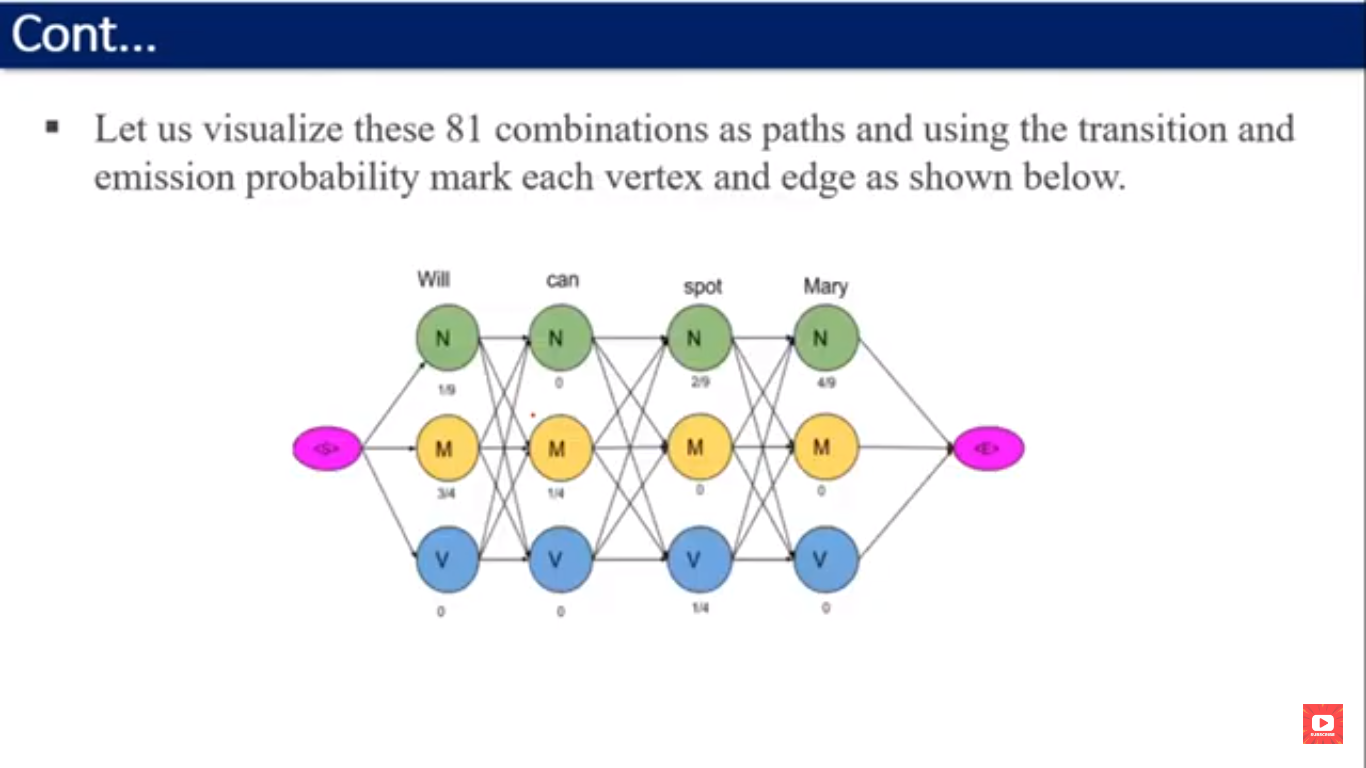 Cont...
▪ Let us visualize these 81 combinations as paths and using the transition and
emission probability mark each vertex and edge as shown below.
Will can spot Mary
N N N N
1/9 0 2/9 4/9
<S> M M M M <E>
3/4 1/4 0 0
V V V V
0 0 1/4 0
SUBSCRIBE